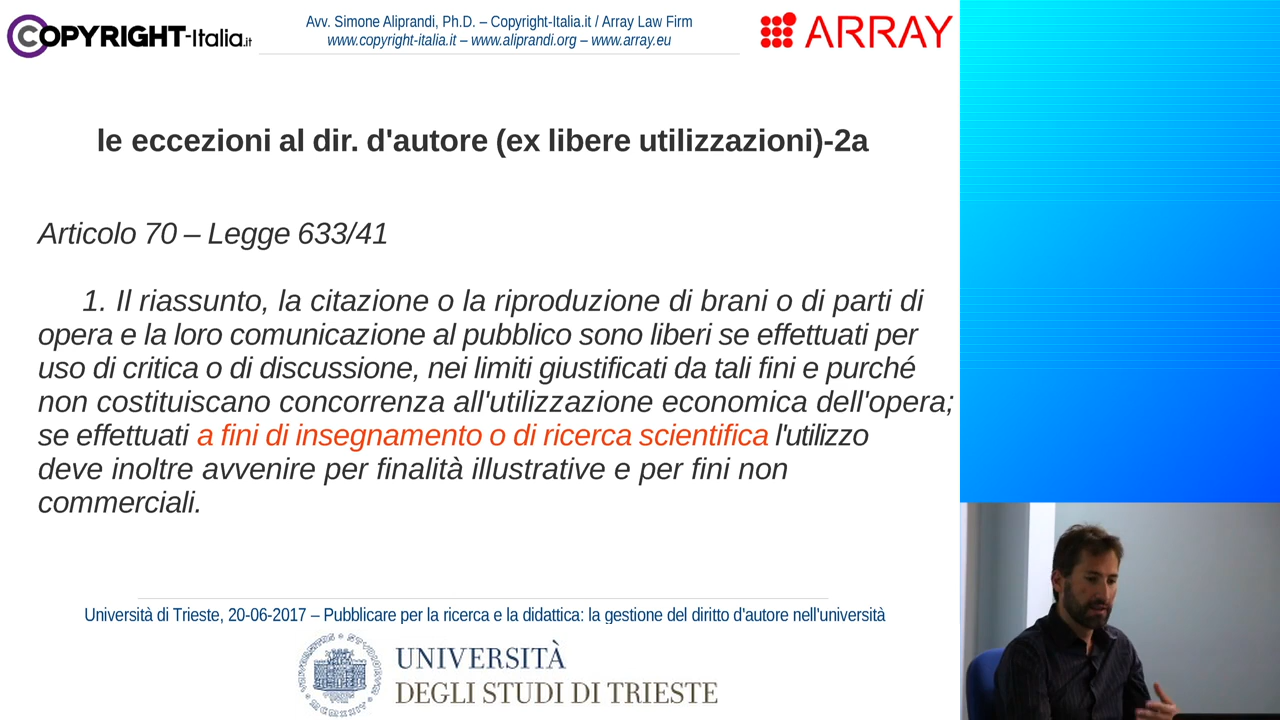 COPYRIGHT-Italia.it
Avv. Simone Aliprandi, Ph.D. – Copyright-Italia.it / Array Law Firm
www.copyright-italia.it – www.aliprandi.org – www.array.eu
ARRAY
le eccezioni al dir. d'autore (ex libere utilizzazioni)-2a
Articolo 70 – Legge 633/41
1. Il riassunto, la citazione o la riproduzione di brani o di parti di
opera e la loro comunicazione al pubblico sono liberi se effettuati per
uso di critica o di discussione, nei limiti giustificati da tali fini e purché
non costituiscano concorrenza all'utilizzazione economica dell'opera;
se effettuati a fini di insegnamento o di ricerca scientifica l'utilizzo
deve inoltre avvenire per finalità illustrative e per fini non
commerciali.
Università di Trieste, 20-06-2017 – Pubblicare per la ricerca e la didattica: la gestione del diritto d'autore nell'università
UNIVERSITÀ
DEGLI STUDI DI TRIESTE